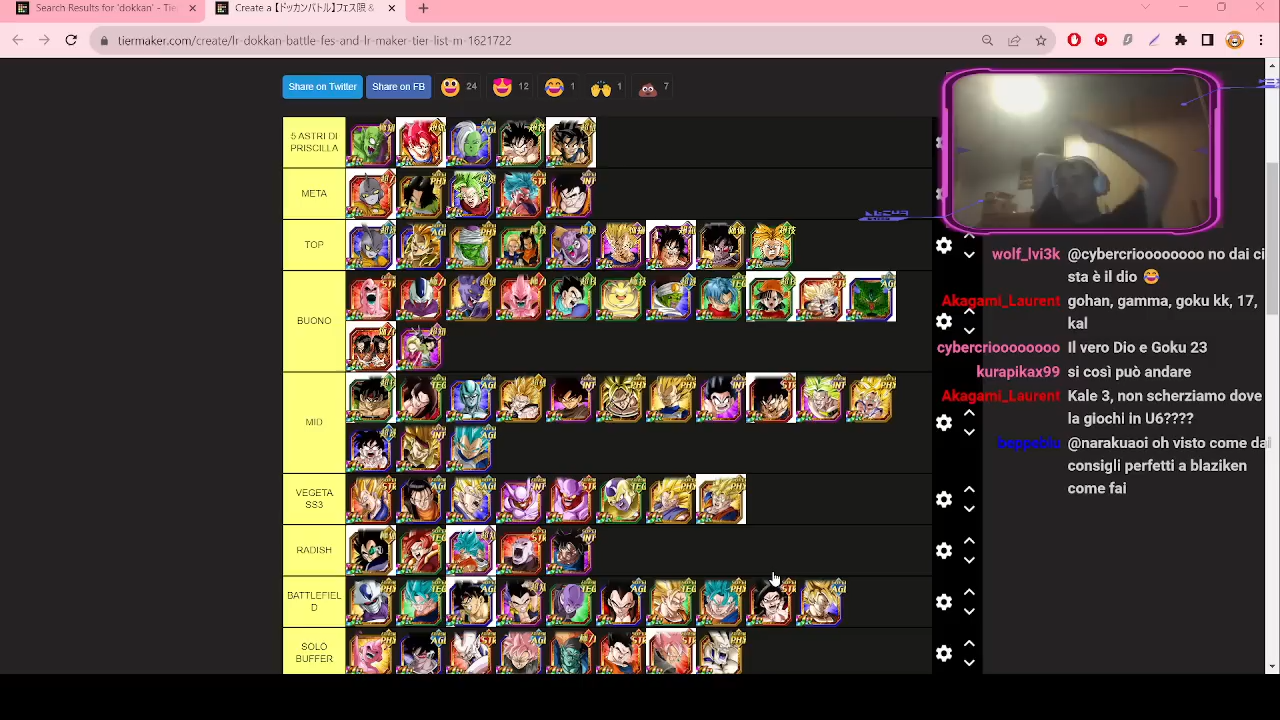 Search Results for 'dokkan' - Tie
Create a 【ドッカンバトル】フェス限 &
tiermaker.com/create/lr-dokkan-battle-fes-and-lr-maker-tier-list-m-1621722
Share on Twitter
Share on FB
24
12
1
1
7
5 ASTRI DI
PRISCILLA
META
TOP
BUONO
MID
VEGETA
SS3
RADISH
BATTLEFIEL
D
SOLO
BUFFER
wolf_lvi3k @cybercrioooooooo no dai ci
sta è il dio
Akagami_Laurent gohan, gamma, goku kk, 17,
kal
cybercrioooooooo Il vero Dio e Goku 23
kurapikax99 si così può andare
Akagami_Laurent Kale 3, non scherziamo dove
la giochi in U6????
beppeblu @narakuaoi oh visto come dai
consigli perfetti a blaziken
come fai